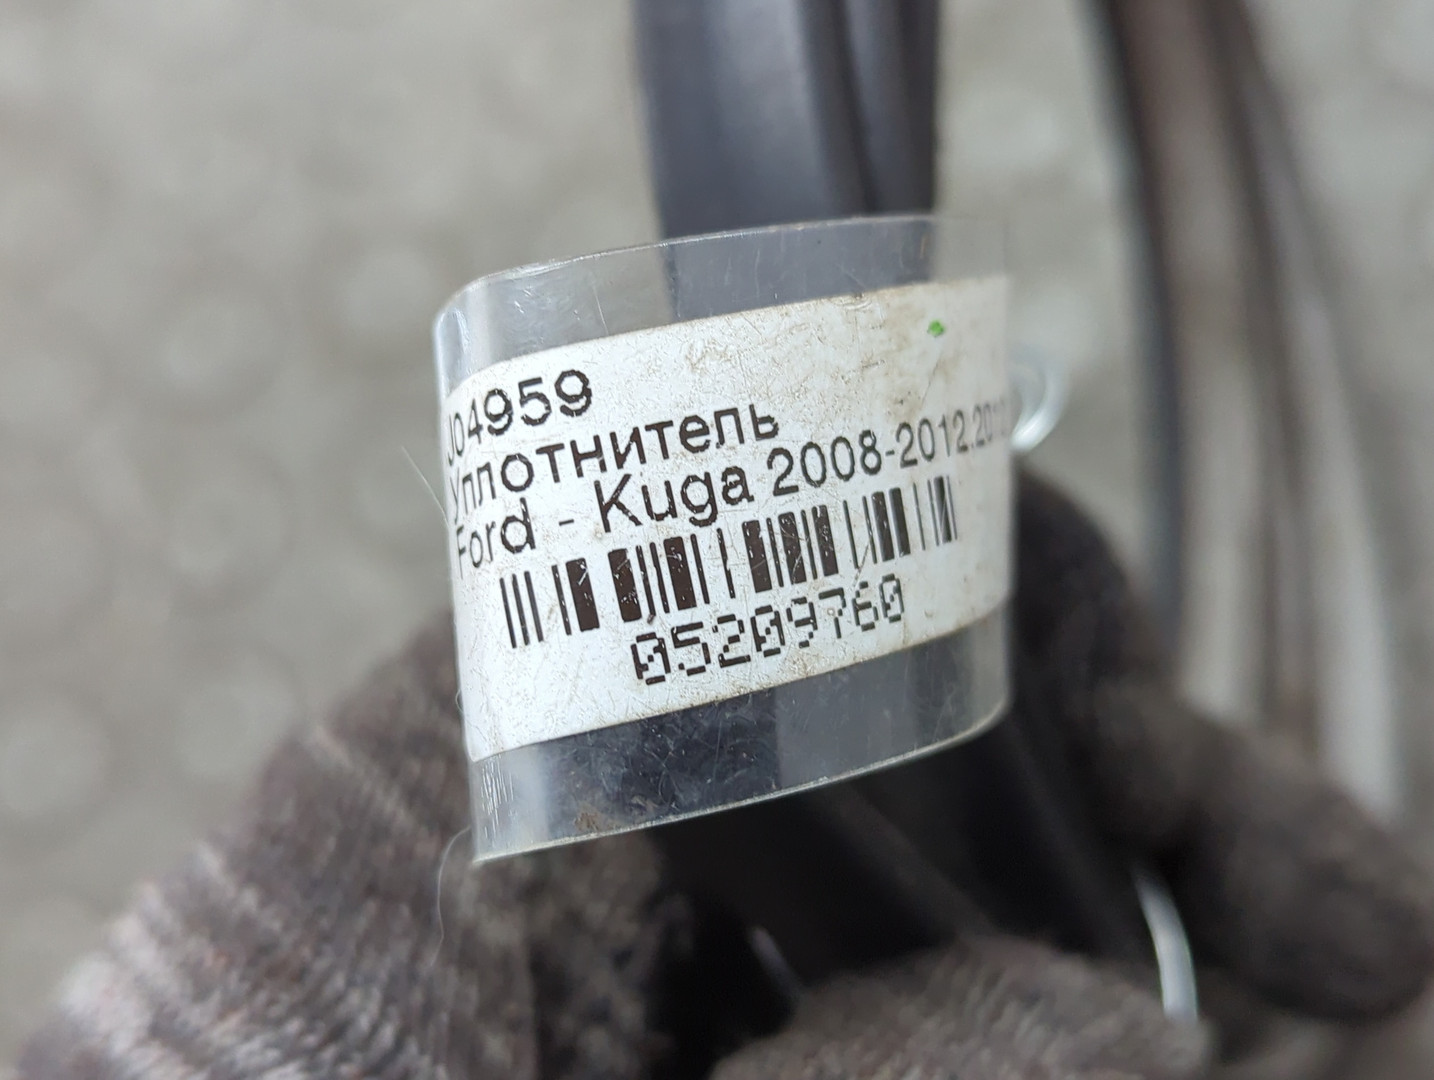 J04959
Уплотнитель
Ford - Kuga 2008-2012,
05209760